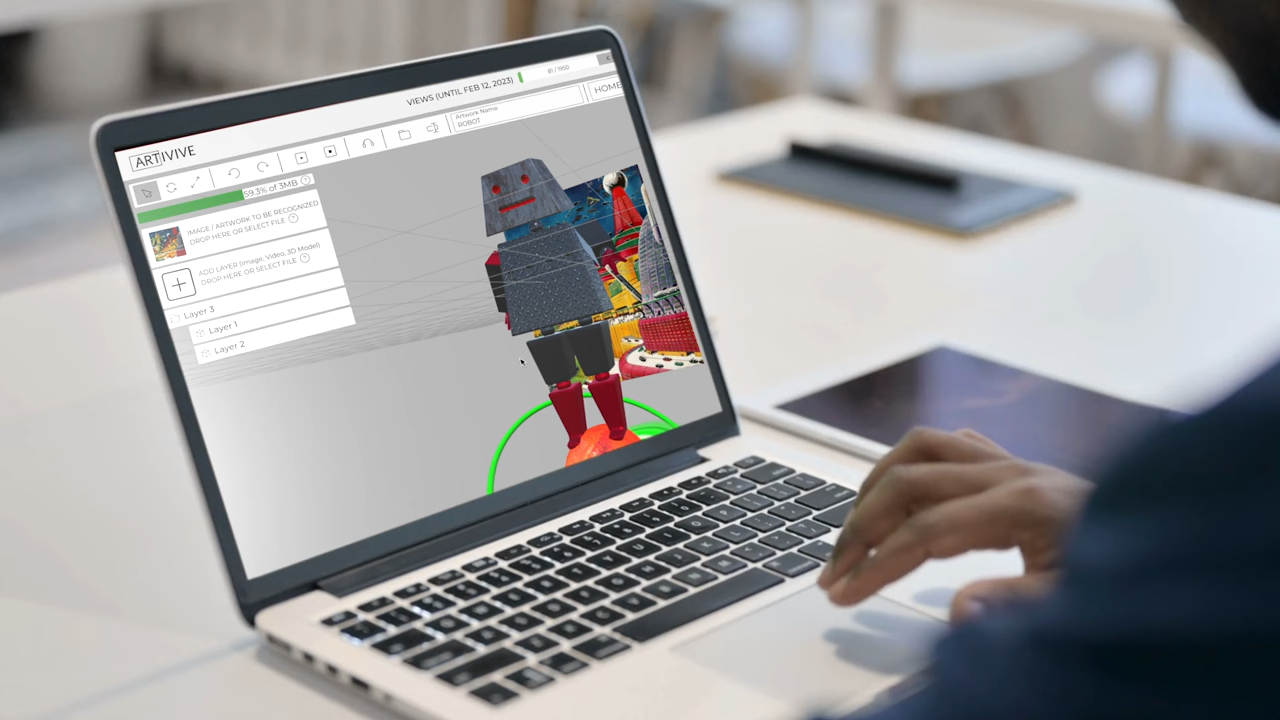 ARTIVIVE
VIEWS (UNTIL FEB 12, 2023)
81 / 1950
Artwork Name
ROBOT
HOME
59.3% of 3MB ?
IMAGE / ARTWORK TO BE RECOGNIZED
DROP HERE OR SELECT FILE ?
ADD LAYER (Image, Video, 3D Model)
DROP HERE OR SELECT FILE ?
Layer 3
Layer 1
Layer 2